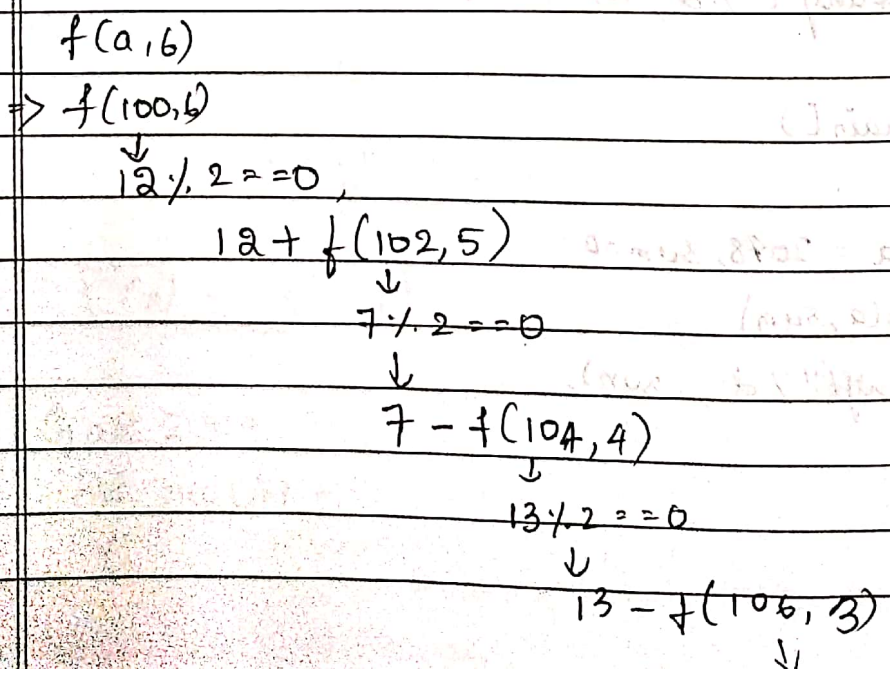 f(a,6)
=> f(100,6)
↓
12 % 2 == 0,
12 + f(102,5)
↓
7 % 2 == 0
↓
7 - f(104,4)
↓
13 % 2 == 0
↓
13 - f(106, 3)
↓